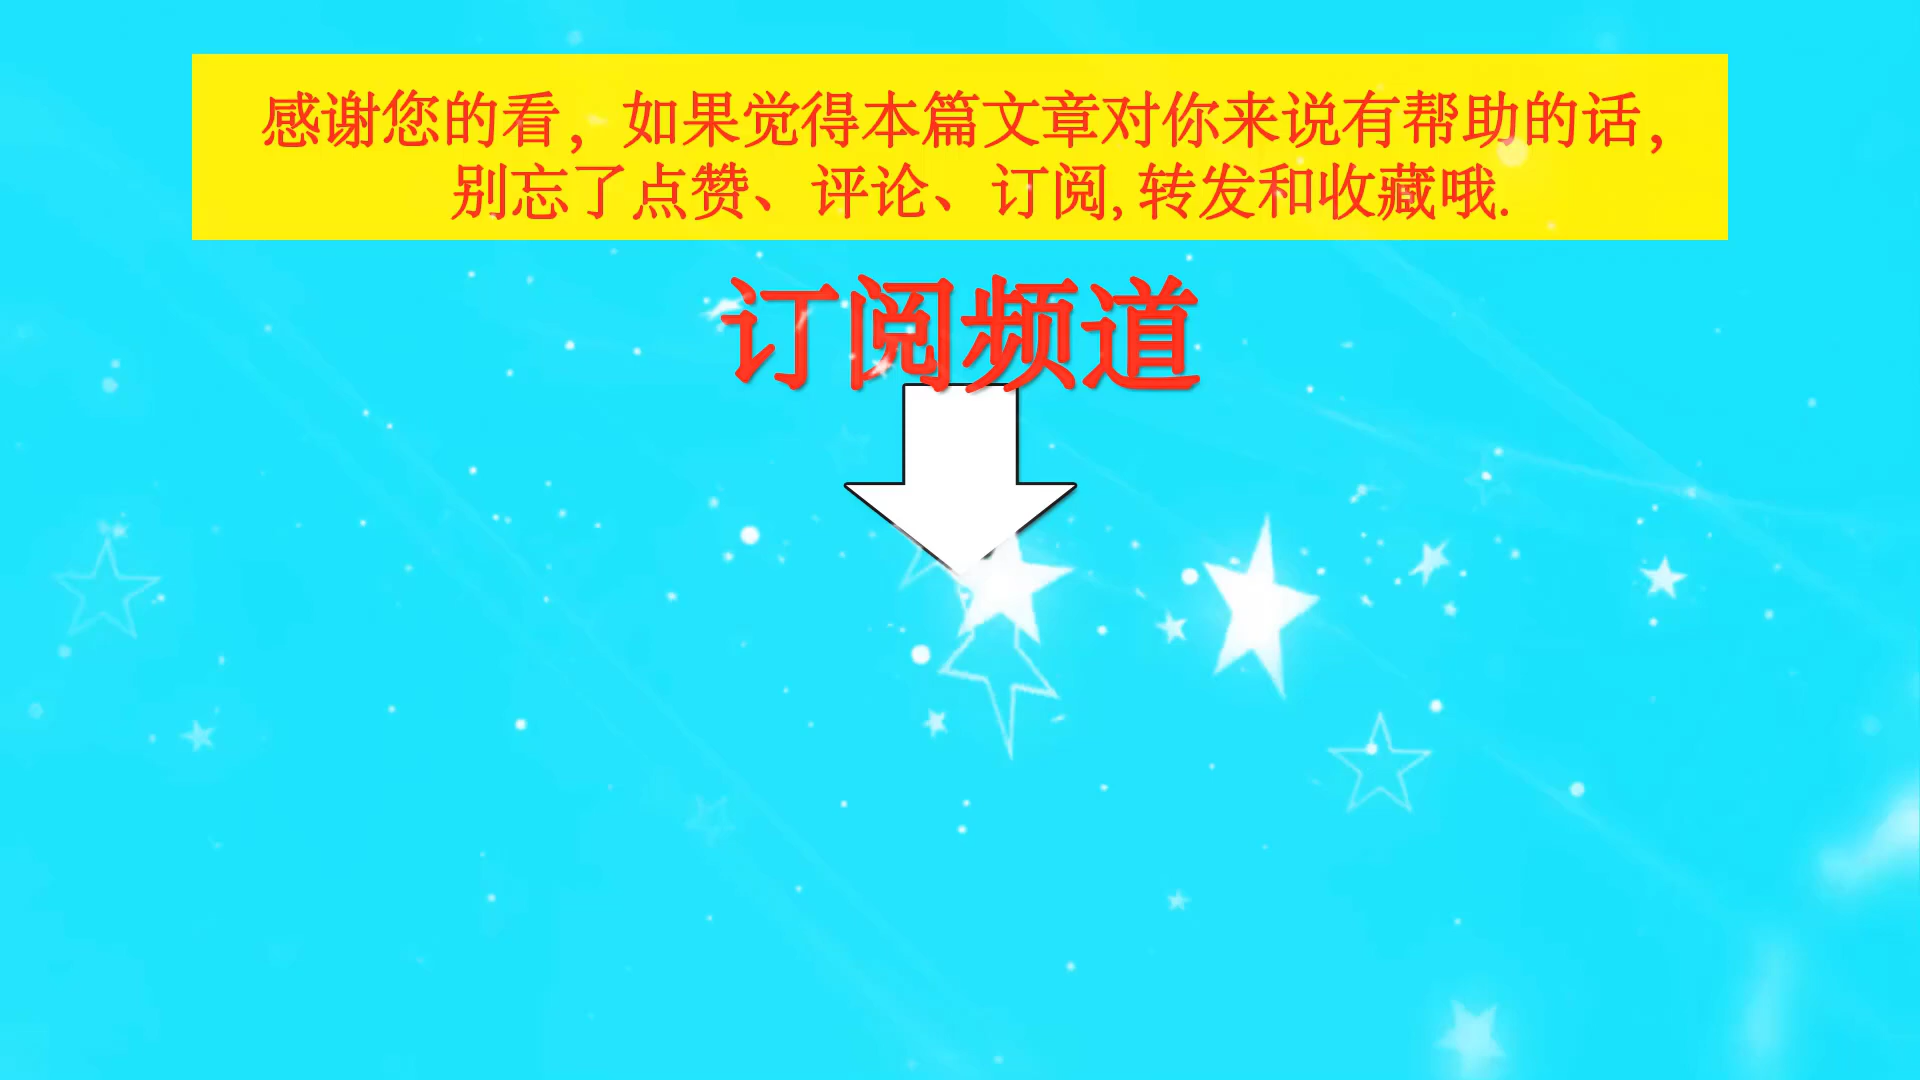 感谢您的看，如果觉得本篇文章对你来说有帮助的话，
别忘了点赞、评论、订阅,转发和收藏哦.
订阅频道